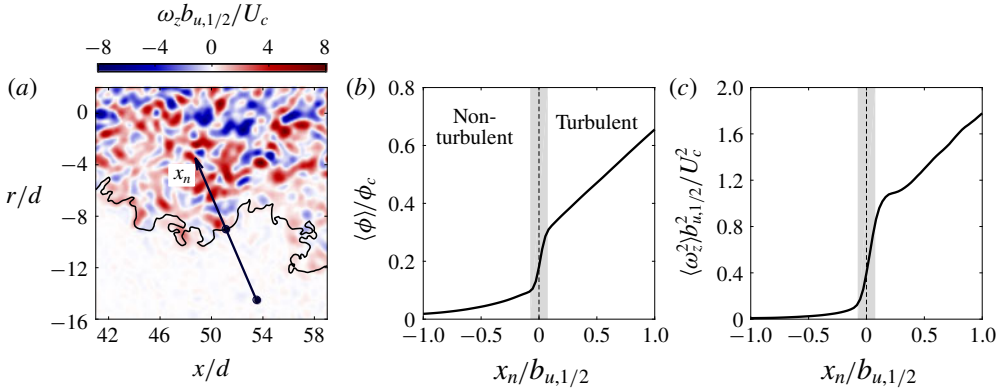 ω_z b_{u,1/2}/U_c
−8 −4 0 4 8
(a)
0
−4
−8
−12
−16
r/d
x_n
42 46 50 54 58
x/d
(b)
0.8
0.6
0.4
0.2
0
⟨ϕ⟩/ϕ_c
Non-
turbulent
Turbulent
−1.0 −0.5 0 0.5 1.0
x_n/b_{u,1/2}
(c)
2.0
1.6
1.2
0.8
0.4
0
⟨ω_z^2⟩b_{u,1/2}^2/U_c^2
−1.0 −0.5 0 0.5 1.0
x_n/b_{u,1/2}